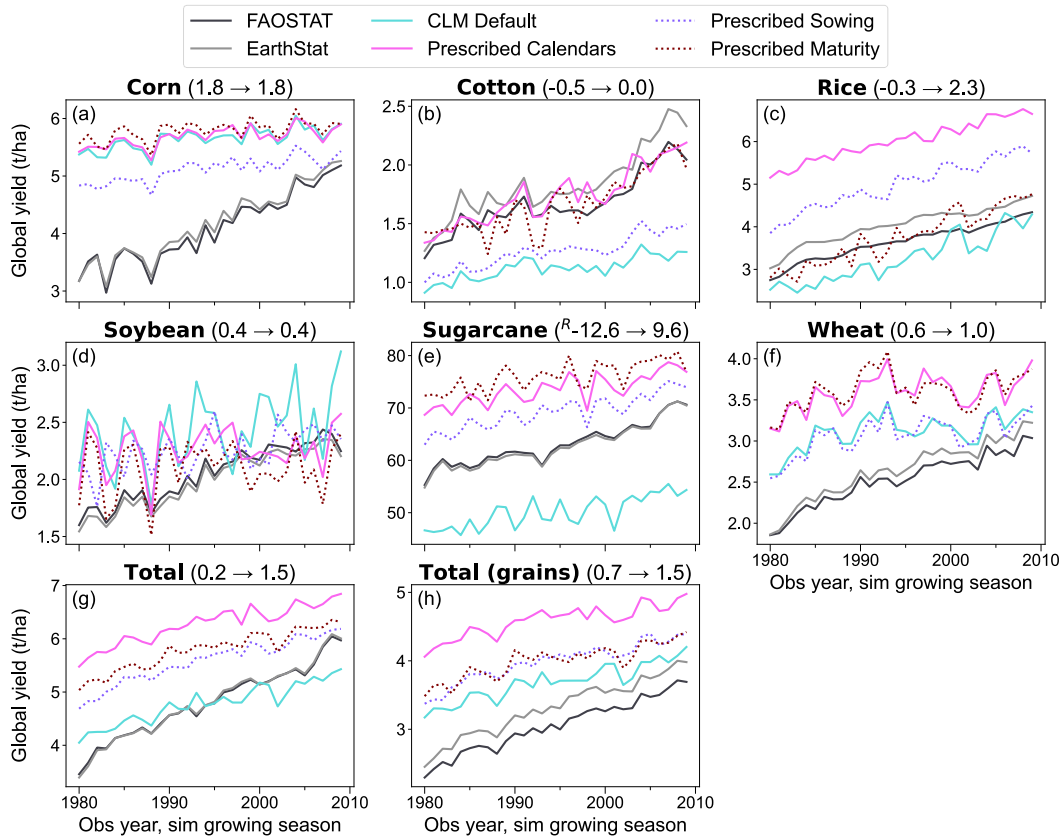 FAOSTAT
EarthStat
CLM Default
Prescribed Calendars
Prescribed Sowing
Prescribed Maturity
Corn (1.8 → 1.8)
(a)
Global yield (t/ha)
6
5
4
3
Cotton (-0.5 → 0.0)
(b)
2.5
2.0
1.5
1.0
Rice (-0.3 → 2.3)
(c)
6
5
4
3
Soybean (0.4 → 0.4)
(d)
Global yield (t/ha)
3.0
2.5
2.0
1.5
Sugarcane (ᴿ-12.6 → 9.6)
(e)
80
70
60
50
Wheat (0.6 → 1.0)
(f)
4.0
3.5
3.0
2.5
2.0
1980 1990 2000 2010
Obs year, sim growing season
Total (0.2 → 1.5)
(g)
Global yield (t/ha)
7
6
5
4
1980 1990 2000 2010
Obs year, sim growing season
Total (grains) (0.7 → 1.5)
(h)
5
4
3
1980 1990 2000 2010
Obs year, sim growing season